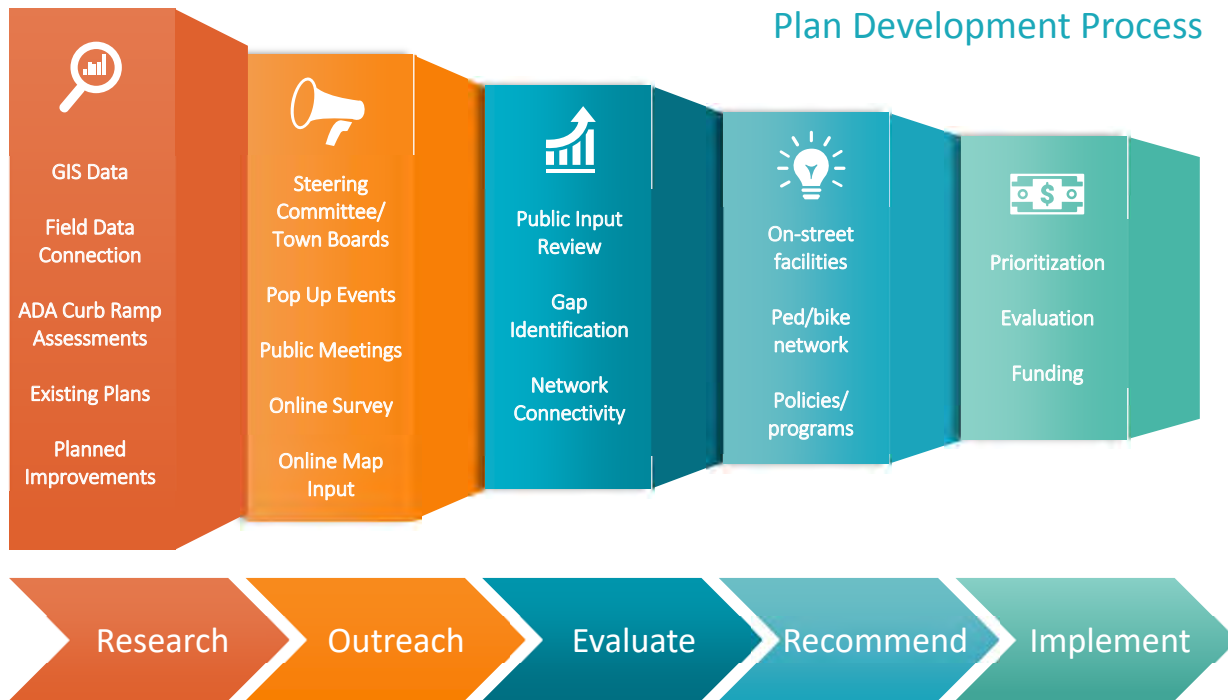 Plan Development Process
GIS Data
Field Data
Connection
ADA Curb Ramp
Assessments
Existing Plans
Planned
Improvements
Steering
Committee/
Town Boards
Pop Up Events
Public Meetings
Online Survey
Online Map
Input
Public Input
Review
Gap
Identification
Network
Connectivity
On-street
facilities
Ped/bike
network
Policies/
programs
$
Prioritization
Evaluation
Funding
Research
Outreach
Evaluate
Recommend
Implement